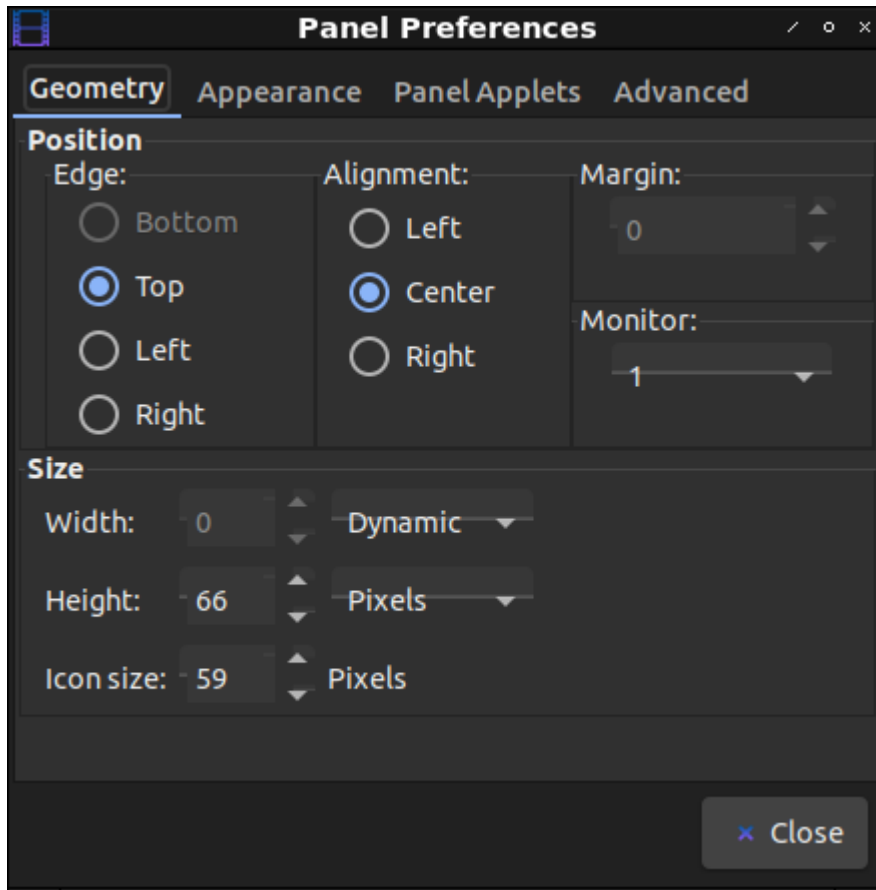 Panel Preferences
Geometry Appearance Panel Applets Advanced
Position
Edge: Alignment: Margin:
Bottom Left 0
Top Center Monitor:
Left Right 1
Right
Size
Width: 0 Dynamic
Height: 66 Pixels
Icon size: 59 Pixels
Close